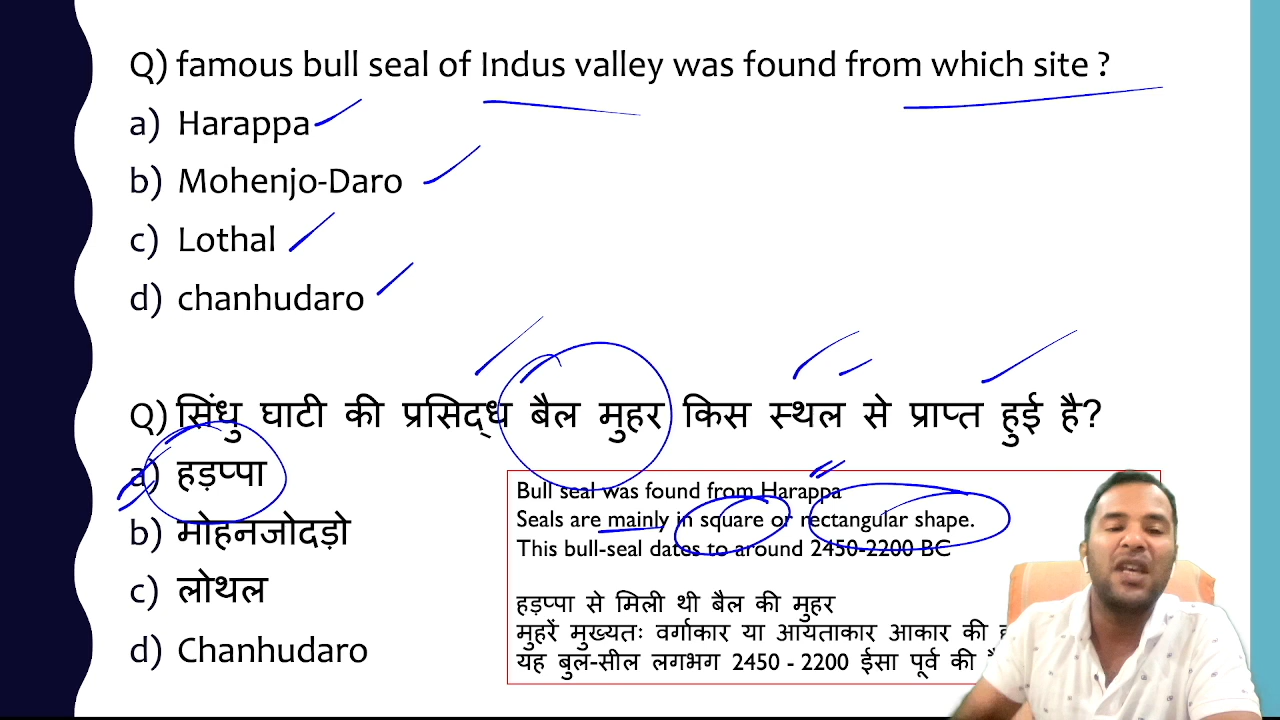 Q) famous bull seal of Indus valley was found from which site ?
a) Harappa
b) Mohenjo-Daro
c) Lothal
d) chanhudaro
Q) सिंधु घाटी की प्रसिद्ध बैल मुहर किस स्थल से प्राप्त हुई है?
a) हड़प्पा
b) मोहनजोदड़ो
c) लोथल
d) Chanhudaro
Bull seal was found from Harappa
Seals are mainly in square or rectangular shape.
This bull-seal dates to around 2450-2200 BC
हड़प्पा से मिली थी बैल की मुहर
मुहरें मुख्यतः वर्गाकार या आयताकार आकार की
यह बुल-सील लगभग 2450 - 2200 ईसा पूर्व की